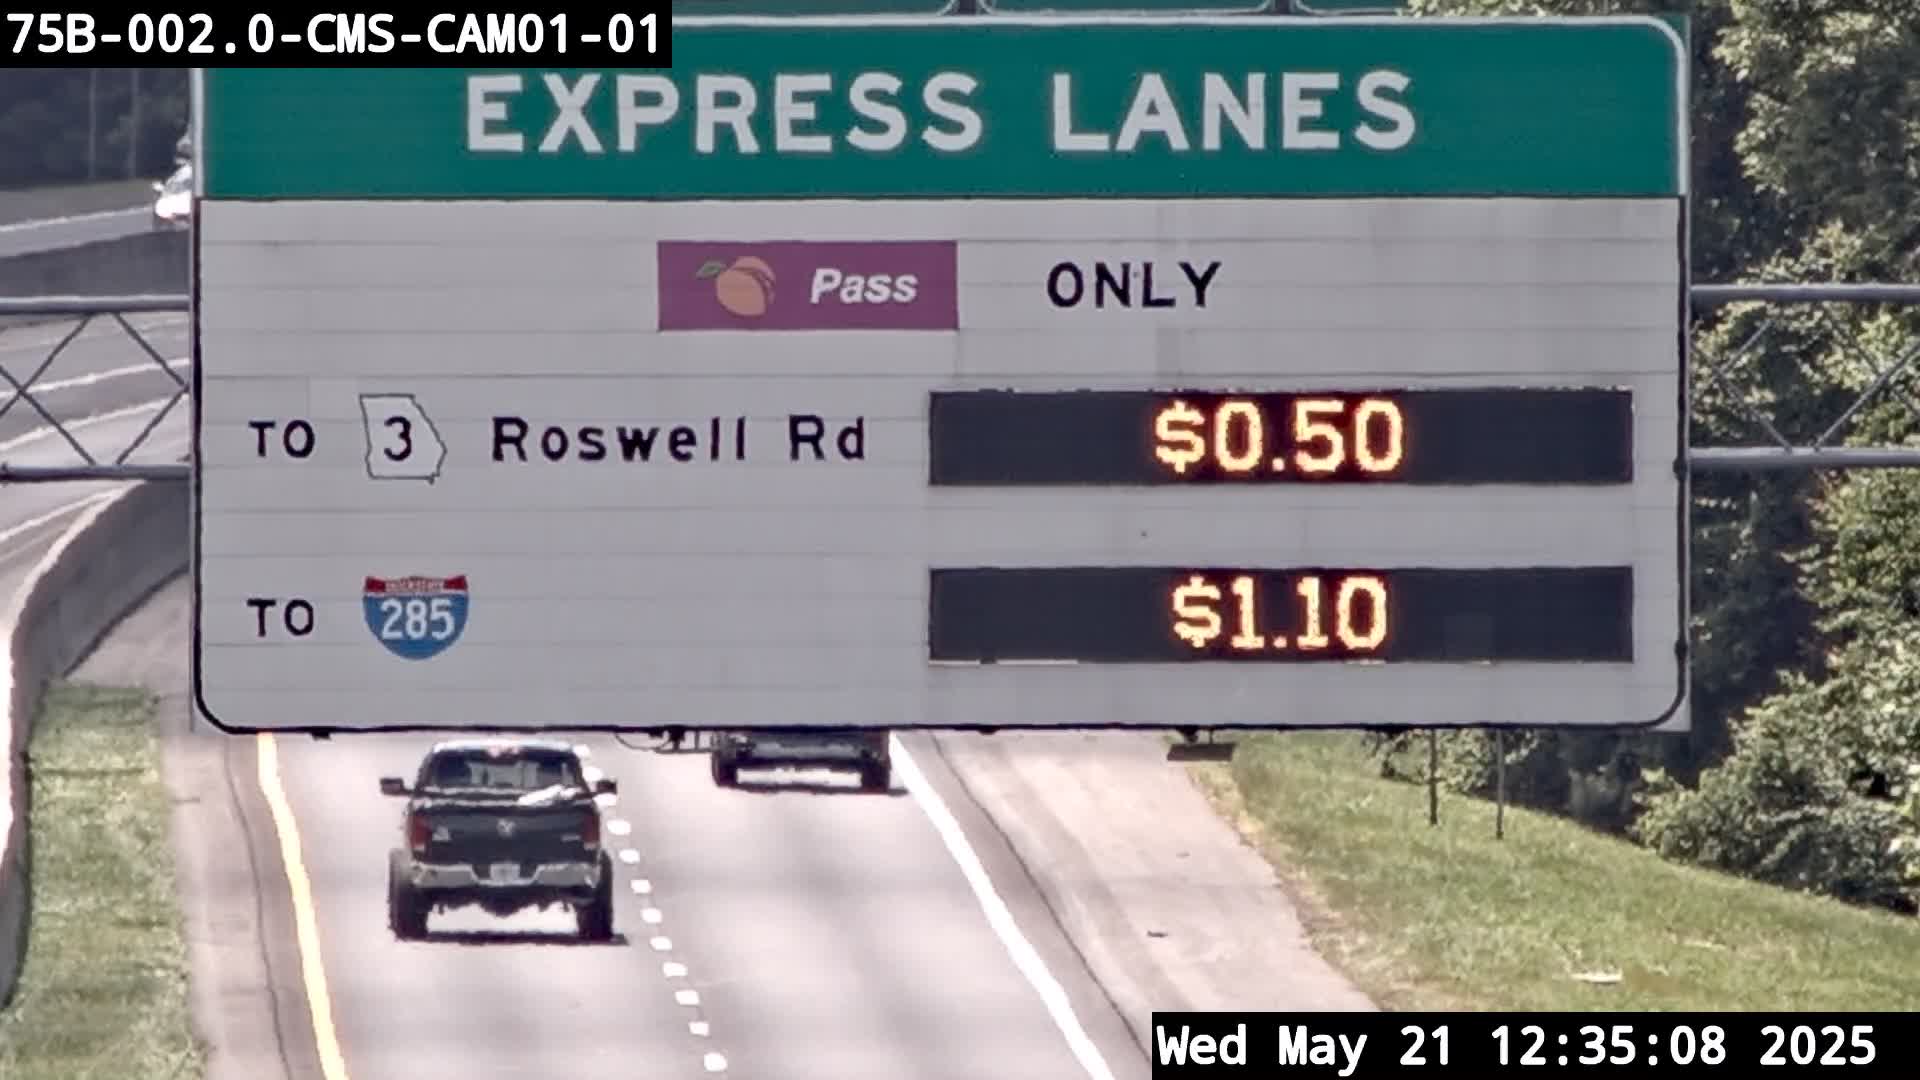 75B-002.0-CMS-CAM01-01
EXPRESS LANES
Pass ONLY
TO 3 Roswell Rd $0.50
TO 285 $1.10
Wed May 21 12:35:08 2025